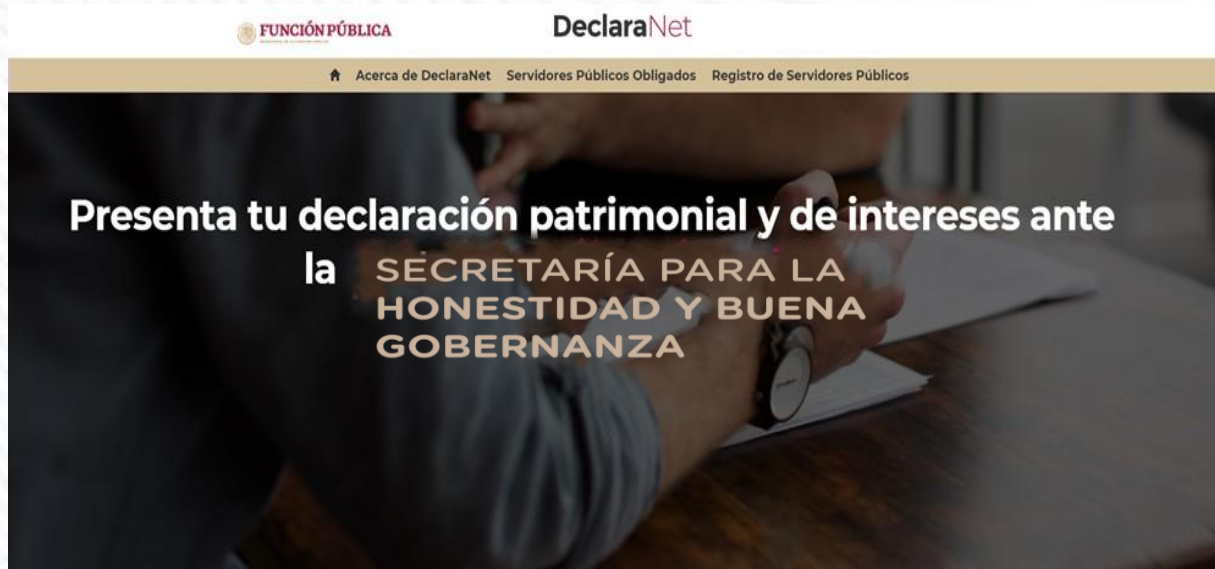 FUNCIÓN PÚBLICA
DeclaraNet
Acerca de DeclaraNet Servidores Públicos Obligados Registro de Servidores Públicos
Presenta tu declaración patrimonial y de intereses ante
la SECRETARÍA PARA LA
HONESTIDAD Y BUENA
GOBERNANZA